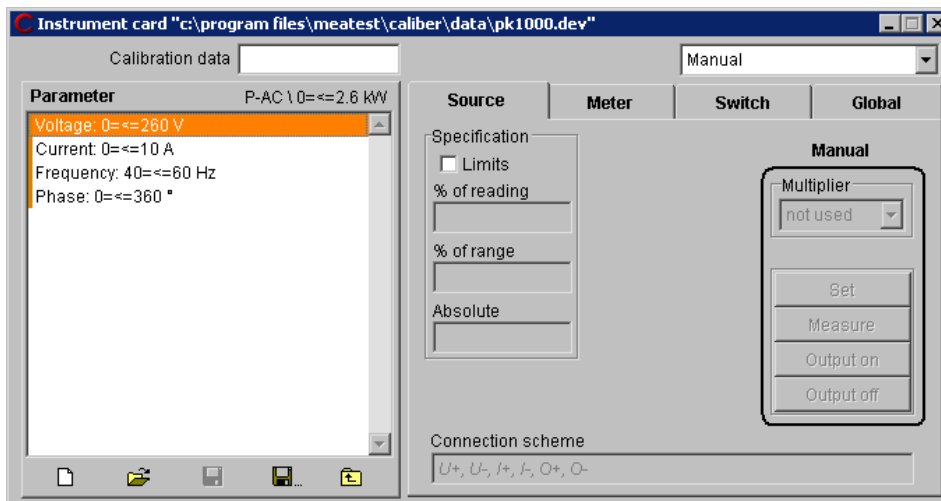 Instrument card "c:\program files\meatest\caliber\data\pk1000.dev"
Calibration data
Manual
Parameter P-AC \ 0=<=2.6 kW
Voltage: 0=<=260 V
Current: 0=<=10 A
Frequency: 40=<=60 Hz
Phase: 0=<=360 °
Source Meter Switch Global
Specification
Limits
% of reading
% of range
Absolute
Manual
Multiplier
not used
Set
Measure
Output on
Output off
Connection scheme
U+, U-, I+, I-, O+, O-